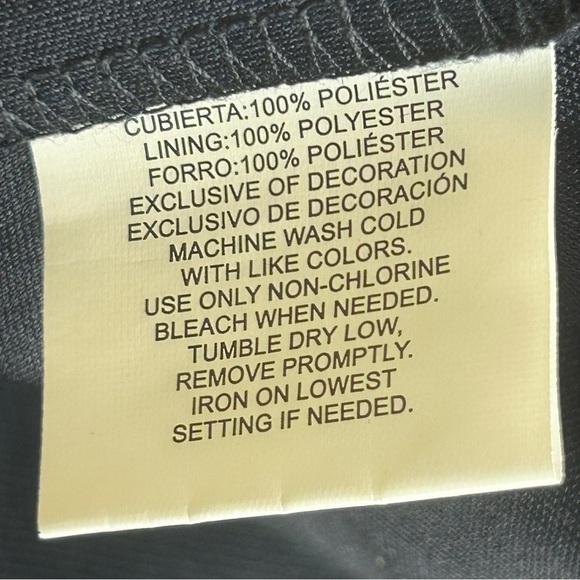 CUBIERTA:100% POLIÉSTER
LINING:100% POLYESTER
FORRO:100% POLIÉSTER
EXCLUSIVE OF DECORATION
EXCLUSIVO DE DECORACIÓN
MACHINE WASH COLD
WITH LIKE COLORS.
USE ONLY NON-CHLORINE
BLEACH WHEN NEEDED.
TUMBLE DRY LOW,
REMOVE PROMPTLY.
IRON ON LOWEST
SETTING IF NEEDED.